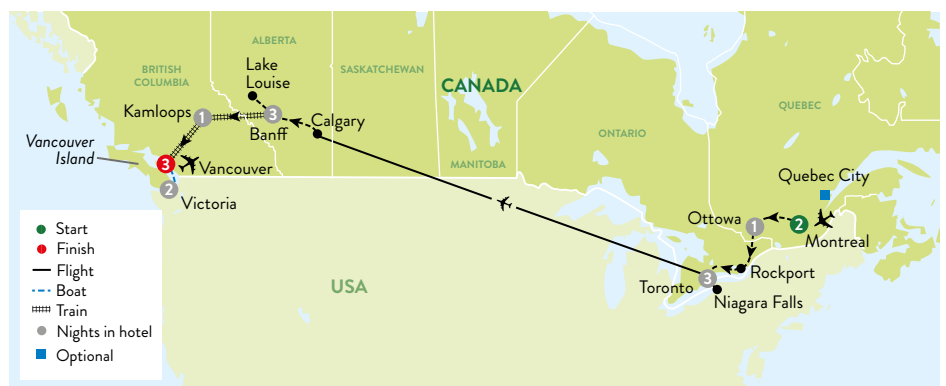 ALBERTA
BRITISH
COLUMBIA
SASKATCHEWAN
CANADA
MANITOBA
ONTARIO
QUEBEC
Lake
Louise
Kamloops
1
3
Banff
Calgary
Vancouver
Island
3
Vancouver
2
Victoria
Quebec City
Ottowa
1
2
Montreal
Rockport
Toronto
3
Niagara Falls
USA
Start
Finish
Flight
Boat
Train
Nights in hotel
Optional